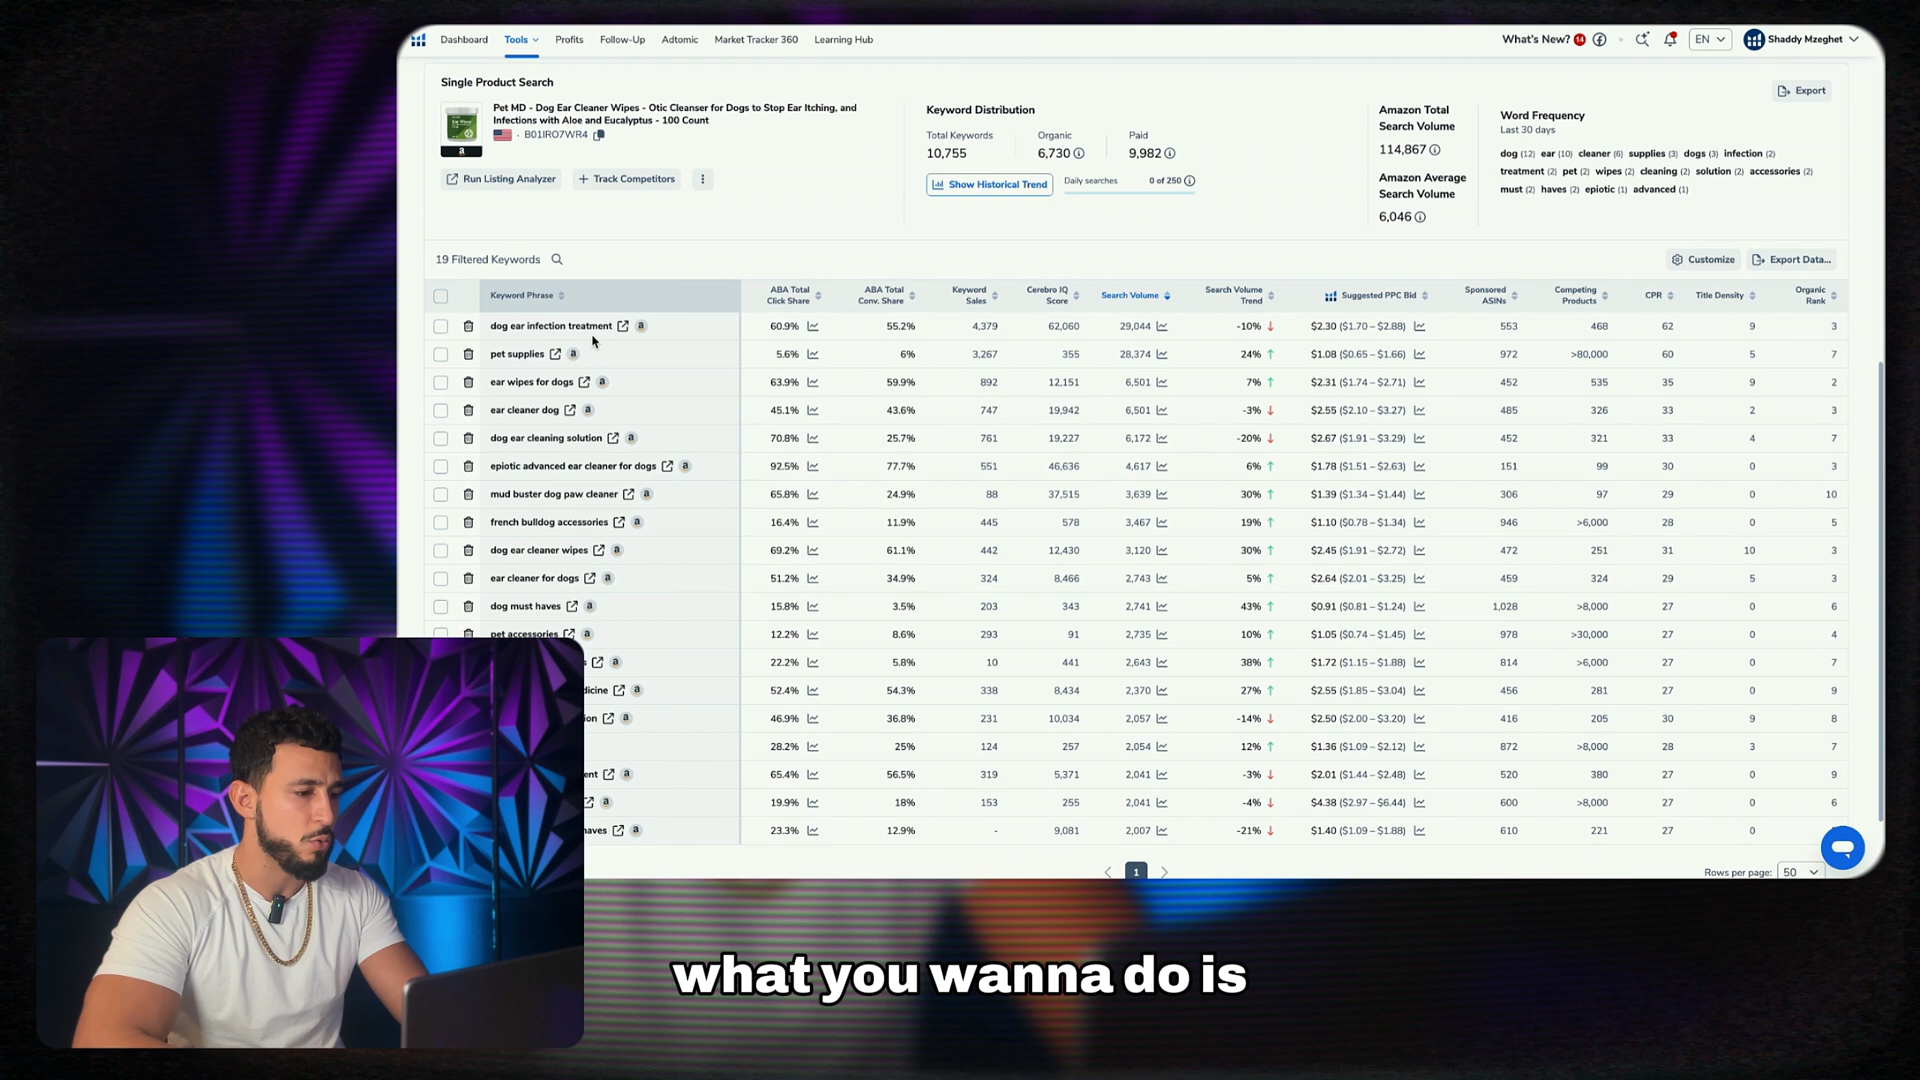 Dashboard Tools Profits Follow-Up Adtomic Market Tracker 360 Learning Hub What's New? 14 EN Shaddy Mzeghet
Single Product Search
Export
Pet MD - Dog Ear Cleaner Wipes - Otic Cleanser for Dogs to Stop Ear Itching, and
Infections with Aloe and Eucalyptus - 100 Count
B01IRO7WR4
Run Listing Analyzer + Track Competitors
Keyword Distribution
Total Keywords Organic Paid
10,755 6,730 9,982
Show Historical Trend Daily searches 0 of 250
Amazon Total
Search Volume
114,867
Amazon Average
Search Volume
6,046
Word Frequency
Last 30 days
dog (12) ear (10) cleaner (6) supplies (3) dogs (3) infection (2)
treatment (2) pet (2) wipes (2) cleaning (2) solution (2) accessories (2)
must (2) haves (2) epiotic (1) advanced (1)
19 Filtered Keywords Customize Export Data...
Keyword Phrase ABA Total Click Share ABA Total Conv. Share Keyword Sales Cerebro IQ Score Search Volume Search Volume Trend Suggested PPC Bid Sponsored ASINs Competing Products CPR Title Density Organic Rank
dog ear infection treatment a 60.9% 55.2% 4,379 62,060 29,044 -10% $2.30 ($1.70 – $2.88) 553 468 62 9 3
pet supplies a 5.6% 6% 3,267 355 28,374 24% $1.08 ($0.65 – $1.66) 972 >80,000 60 5 7
ear wipes for dogs a 63.9% 59.9% 892 12,151 6,501 7% $2.31 ($1.74 – $2.71) 452 535 35 9 2
ear cleaner dog a 45.1% 43.6% 747 19,942 6,501 -3% $2.55 ($2.10 – $3.27) 485 326 33 2 3
dog ear cleaning solution a 70.8% 25.7% 761 19,227 6,172 -20% $2.67 ($1.91 – $3.29) 452 321 33 4 7
epiotic advanced ear cleaner for dogs a 92.5% 77.7% 551 46,636 4,617 6% $1.78 ($1.51 – $2.63) 151 99 30 0 3
mud buster dog paw cleaner a 65.8% 24.9% 88 37,515 3,639 30% $1.39 ($1.34 – $1.44) 306 97 29 0 10
french bulldog accessories a 16.4% 11.9% 445 578 3,467 19% $1.10 ($0.78 – $1.34) 946 >6,000 28 0 5
dog ear cleaner wipes a 69.2% 61.1% 442 12,430 3,120 30% $2.45 ($1.91 – $2.72) 472 251 31 10 3
ear cleaner for dogs a 51.2% 34.9% 324 8,466 2,743 5% $2.64 ($2.01 – $3.25) 459 324 29 5 3
dog must haves a 15.8% 3.5% 203 343 2,741 43% $0.91 ($0.81 – $1.24) 1,028 >8,000 27 0 6
pet accessories a 12.2% 8.6% 293 91 2,735 10% $1.05 ($0.74 – $1.45) 978 >30,000 27 0 4
s a 22.2% 5.8% 10 441 2,643 38% $1.72 ($1.15 – $1.88) 814 >6,000 27 0 7
dicine a 52.4% 54.3% 338 8,434 2,370 27% $2.55 ($1.85 – $3.04) 456 281 27 0 9
ion a 46.9% 36.8% 231 10,034 2,057 -14% $2.50 ($2.00 – $3.20) 416 205 30 9 8
28.2% 25% 124 257 2,054 12% $1.36 ($1.09 – $2.12) 872 >8,000 28 3 7
ent a 65.4% 56.5% 319 5,371 2,041 -3% $2.01 ($1.44 – $2.48) 520 380 27 0 9
a 19.9% 18% 153 255 2,041 -4% $4.38 ($2.97 – $6.44) 600 >8,000 27 0 6
haves a 23.3% 12.9% - 9,081 2,007 -21% $1.40 ($1.09 – $1.88) 610 221 27 0
1 Rows per page: 50
what you wanna do is